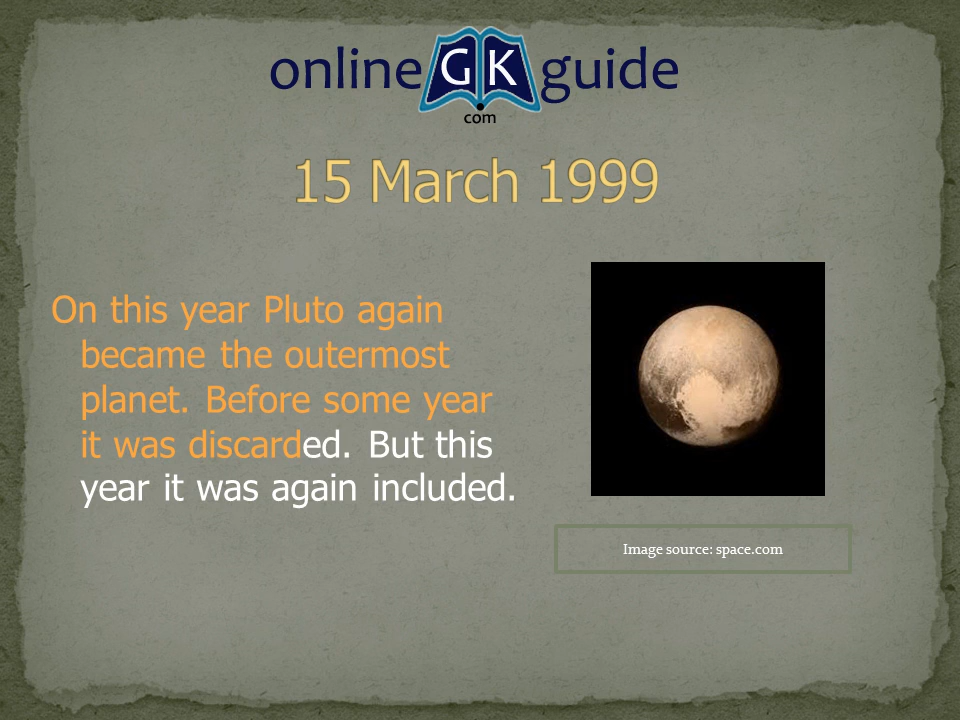 online GK guide
com
15 March 1999
On this year Pluto again
became the outermost
planet. Before some year
it was discarded. But this
year it was again included.
Image source: space.com